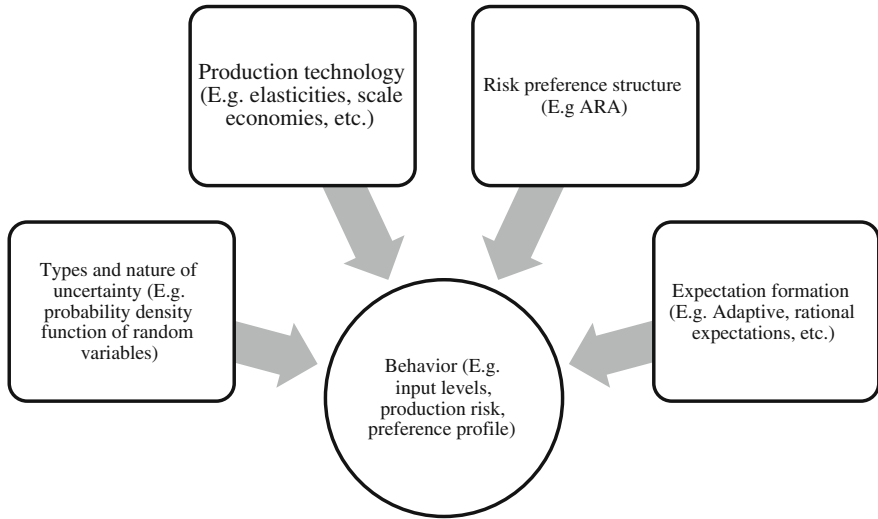 Production technology
(E.g. elasticities, scale
economies, etc.)
Risk preference structure
(E.g ARA)
Types and nature of
uncertainty (E.g.
probability density
function of random
variables)
Expectation formation
(E.g. Adaptive, rational
expectations, etc.)
Behavior (E.g.
input levels,
production risk,
preference profile)